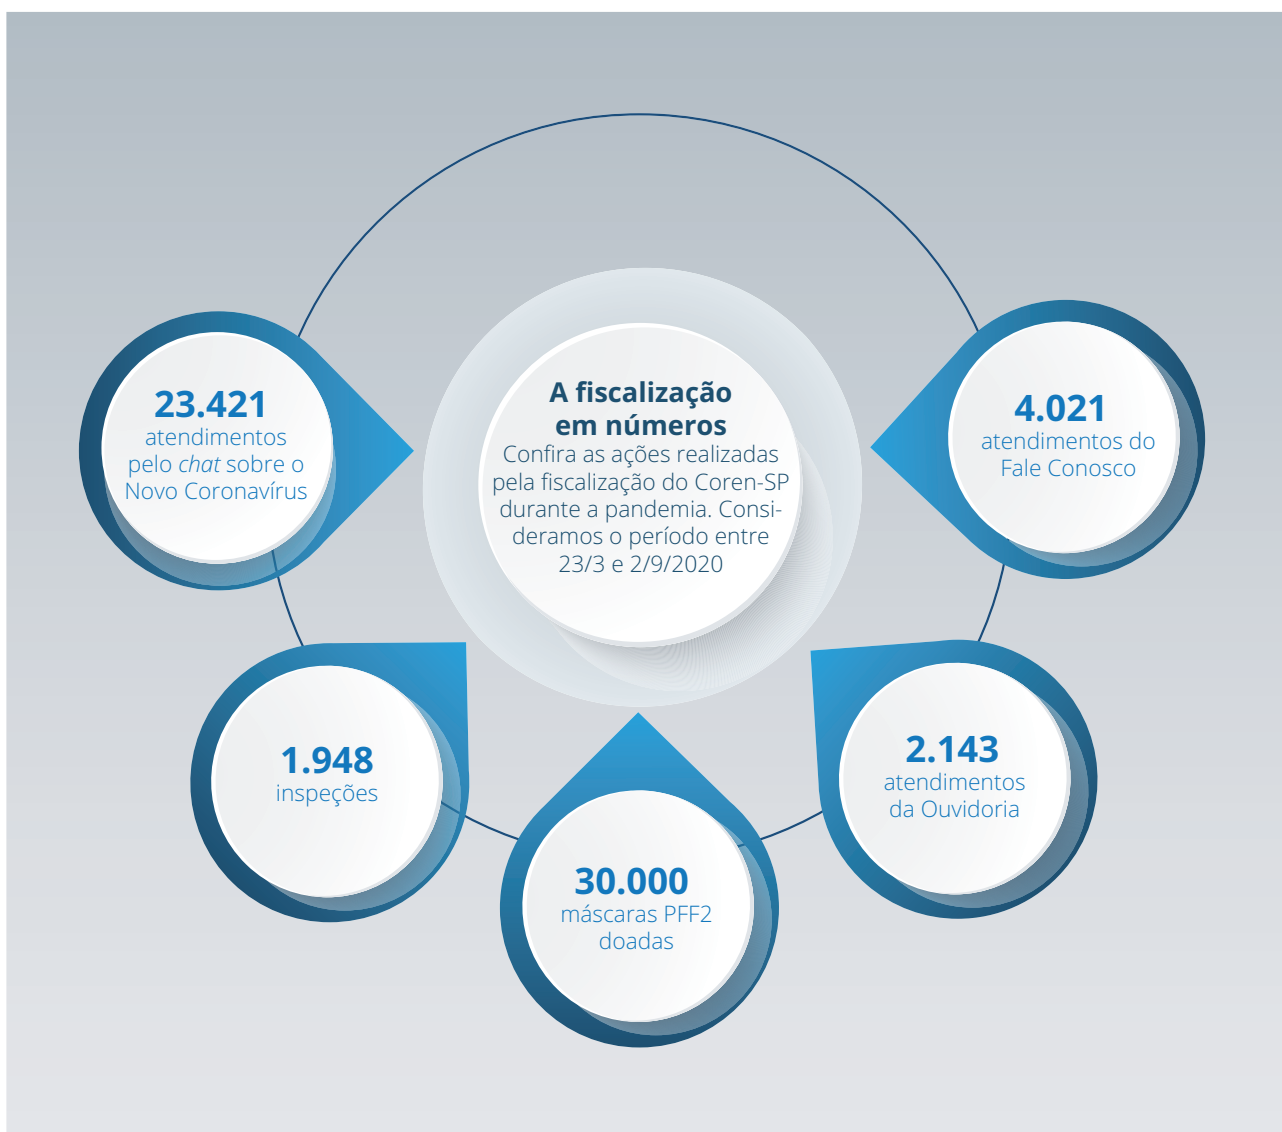 A fiscalização
em números
Confira as ações realizadas
pela fiscalização do Coren-SP
durante a pandemia. Consi-
deramos o período entre
23/3 e 2/9/2020
23.421
atendimentos
pelo chat sobre o
Novo Coronavírus
1.948
inspeções
30.000
máscaras PFF2
doadas
2.143
atendimentos
da Ouvidoria
4.021
atendimentos do
Fale Conosco